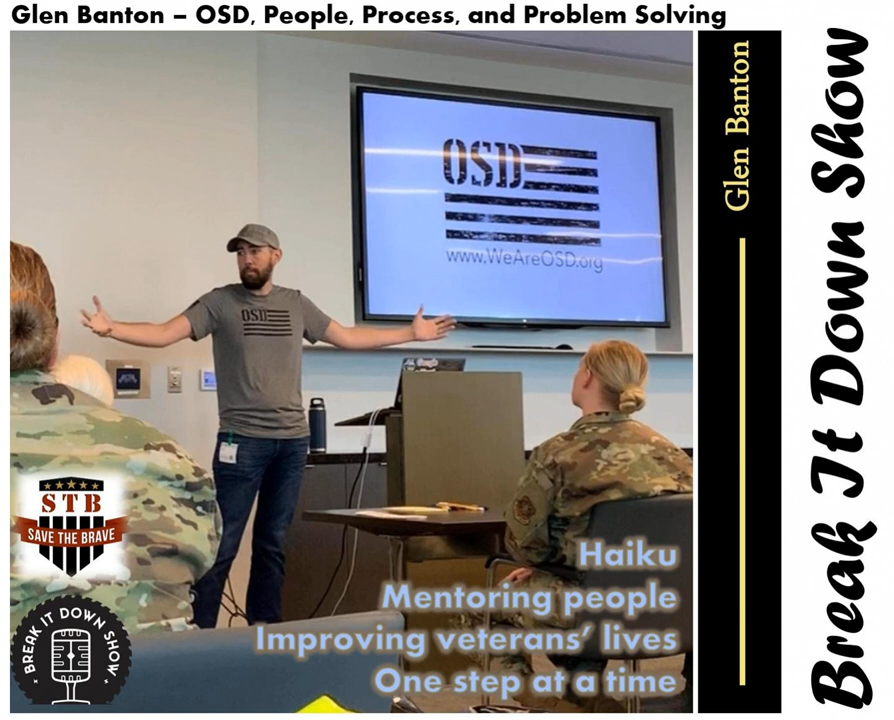 Glen Banton – OSD, People, Process, and Problem Solving
OSD
www.WeAreOSD.org
OSD
Google
STB
SAVE THE BRAVE
BREAK IT DOWN SHOW
Haiku
Mentoring people
Improving veterans’ lives
One step at a time
Glen Banton
Break It Down Show